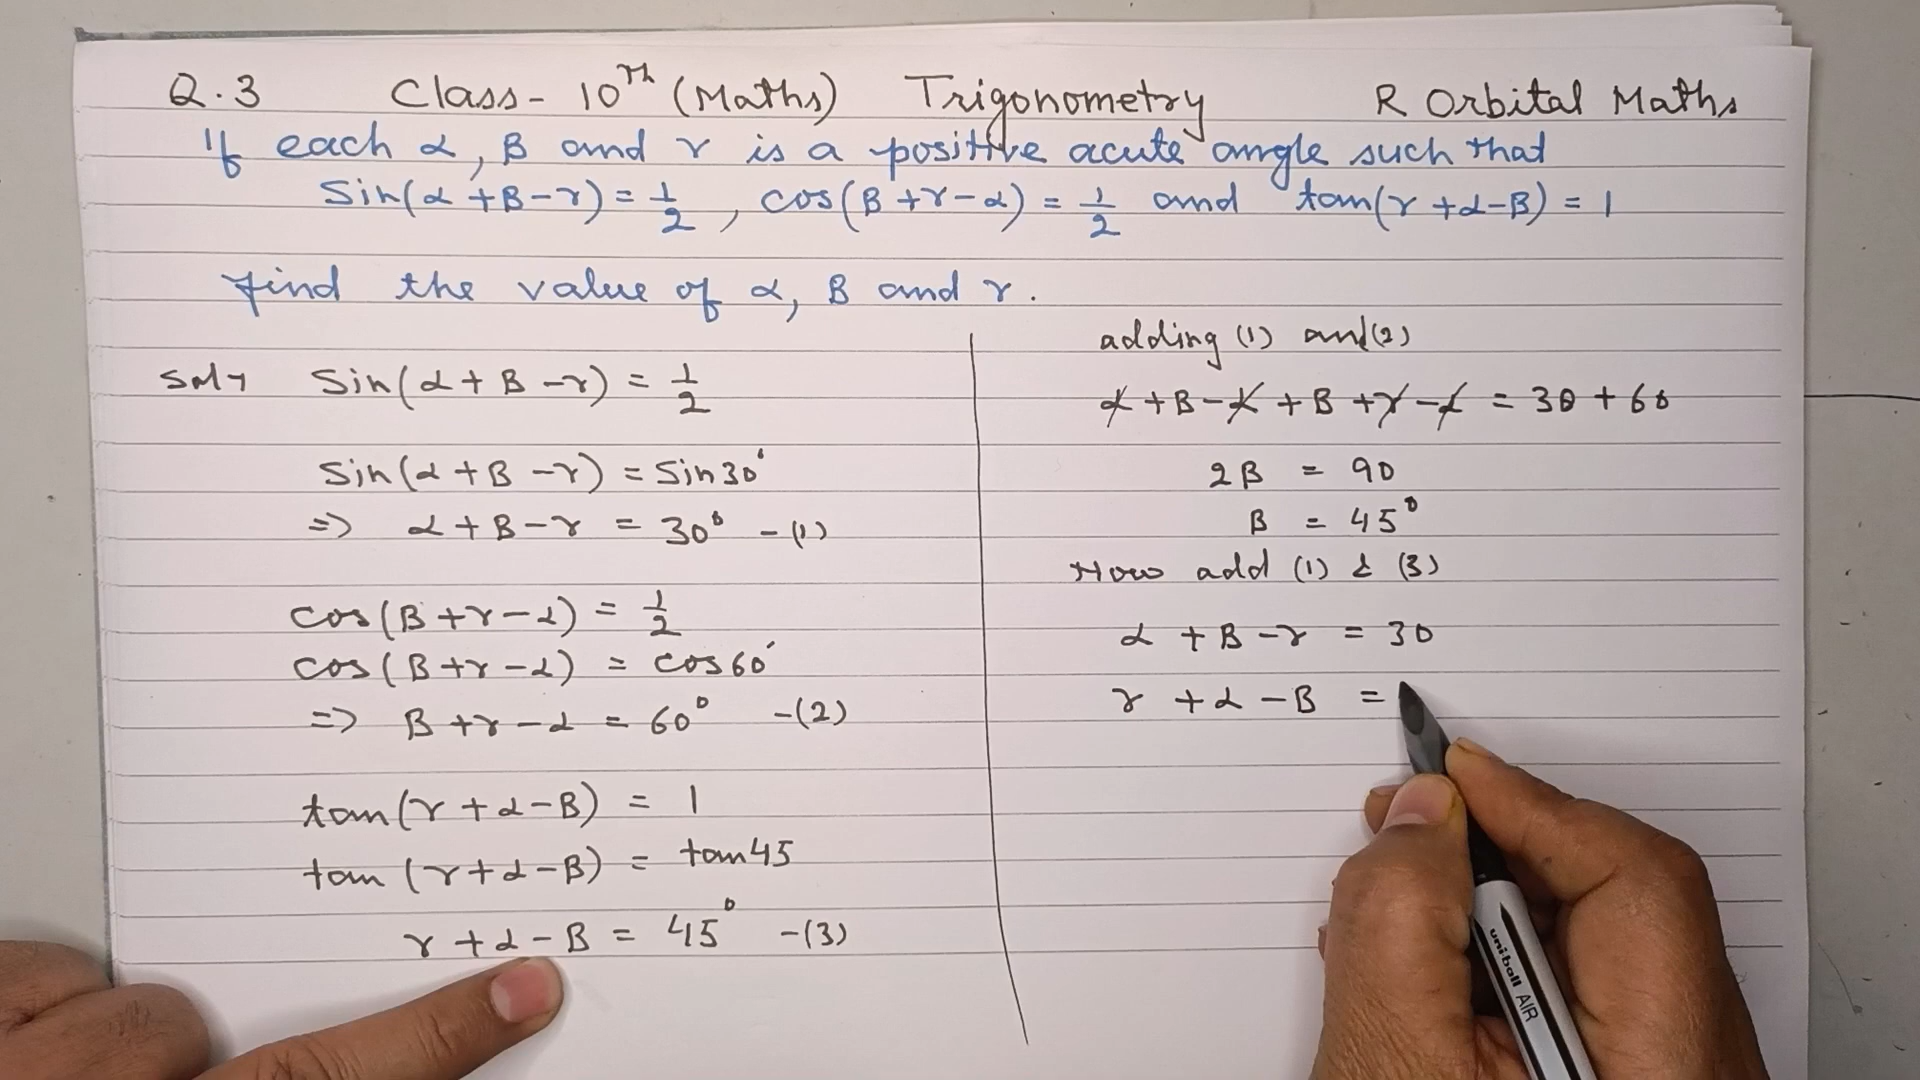 Q.3 Class- 10th (Maths) Trigonometry R Orbital Maths
If each α, β and γ is a positive acute angle such that
Sin(α+β-γ) = 1/2, cos(β+γ-α) = 1/2 and tan(γ+α-β) = 1
find the value of α, β and γ.
Soln Sin(α+β-γ) = 1/2
Sin(α+β-γ) = Sin30°
=> α+β-γ = 30° -(1)
cos(β+γ-α) = 1/2
cos(β+γ-α) = cos60°
=> β+γ-α = 60° -(2)
tan(γ+α-β) = 1
tan(γ+α-β) = tan45
γ+α-β = 45° -(3)
adding (1) and (2)
α+β-γ+β+γ-α = 30+60
2β = 90
β = 45°
Now add (1) & (3)
α+β-γ = 30
γ+α-β =
uniball AIR